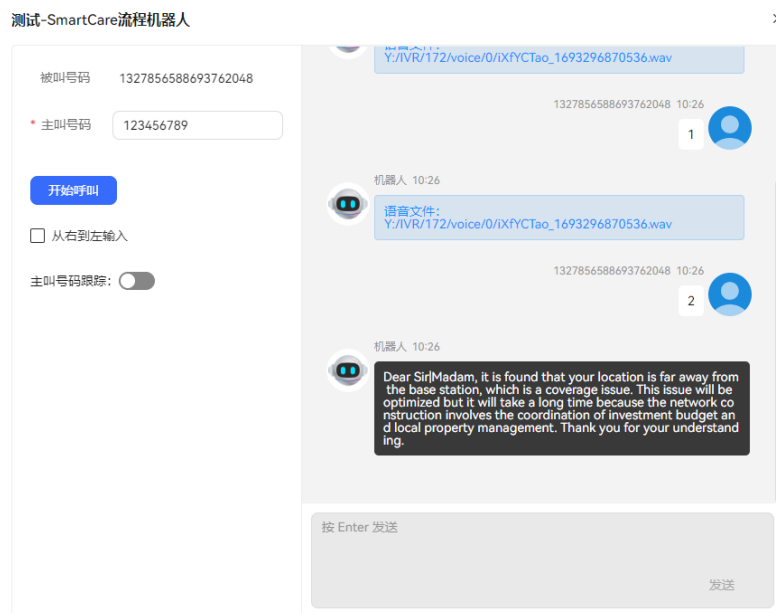 测试-SmartCare流程机器人
被叫号码 1327856588693762048
* 主叫号码 123456789
开始呼叫
从右到左输入
主叫号码跟踪：
语音文件：
Y:/IVR/172/voice/0/iXfYCTao_1693296870536.wav
1327856588693762048 10:26
1
机器人 10:26
语音文件：
Y:/IVR/172/voice/0/iXfYCTao_1693296870536.wav
1327856588693762048 10:26
2
机器人 10:26
Dear Sir|Madam, it is found that your location is far away from
the base station, which is a coverage issue. This issue will be
optimized but it will take a long time because the network co
nstruction involves the coordination of investment budget an
d local property management. Thank you for your understand
ing.
按 Enter 发送
发送